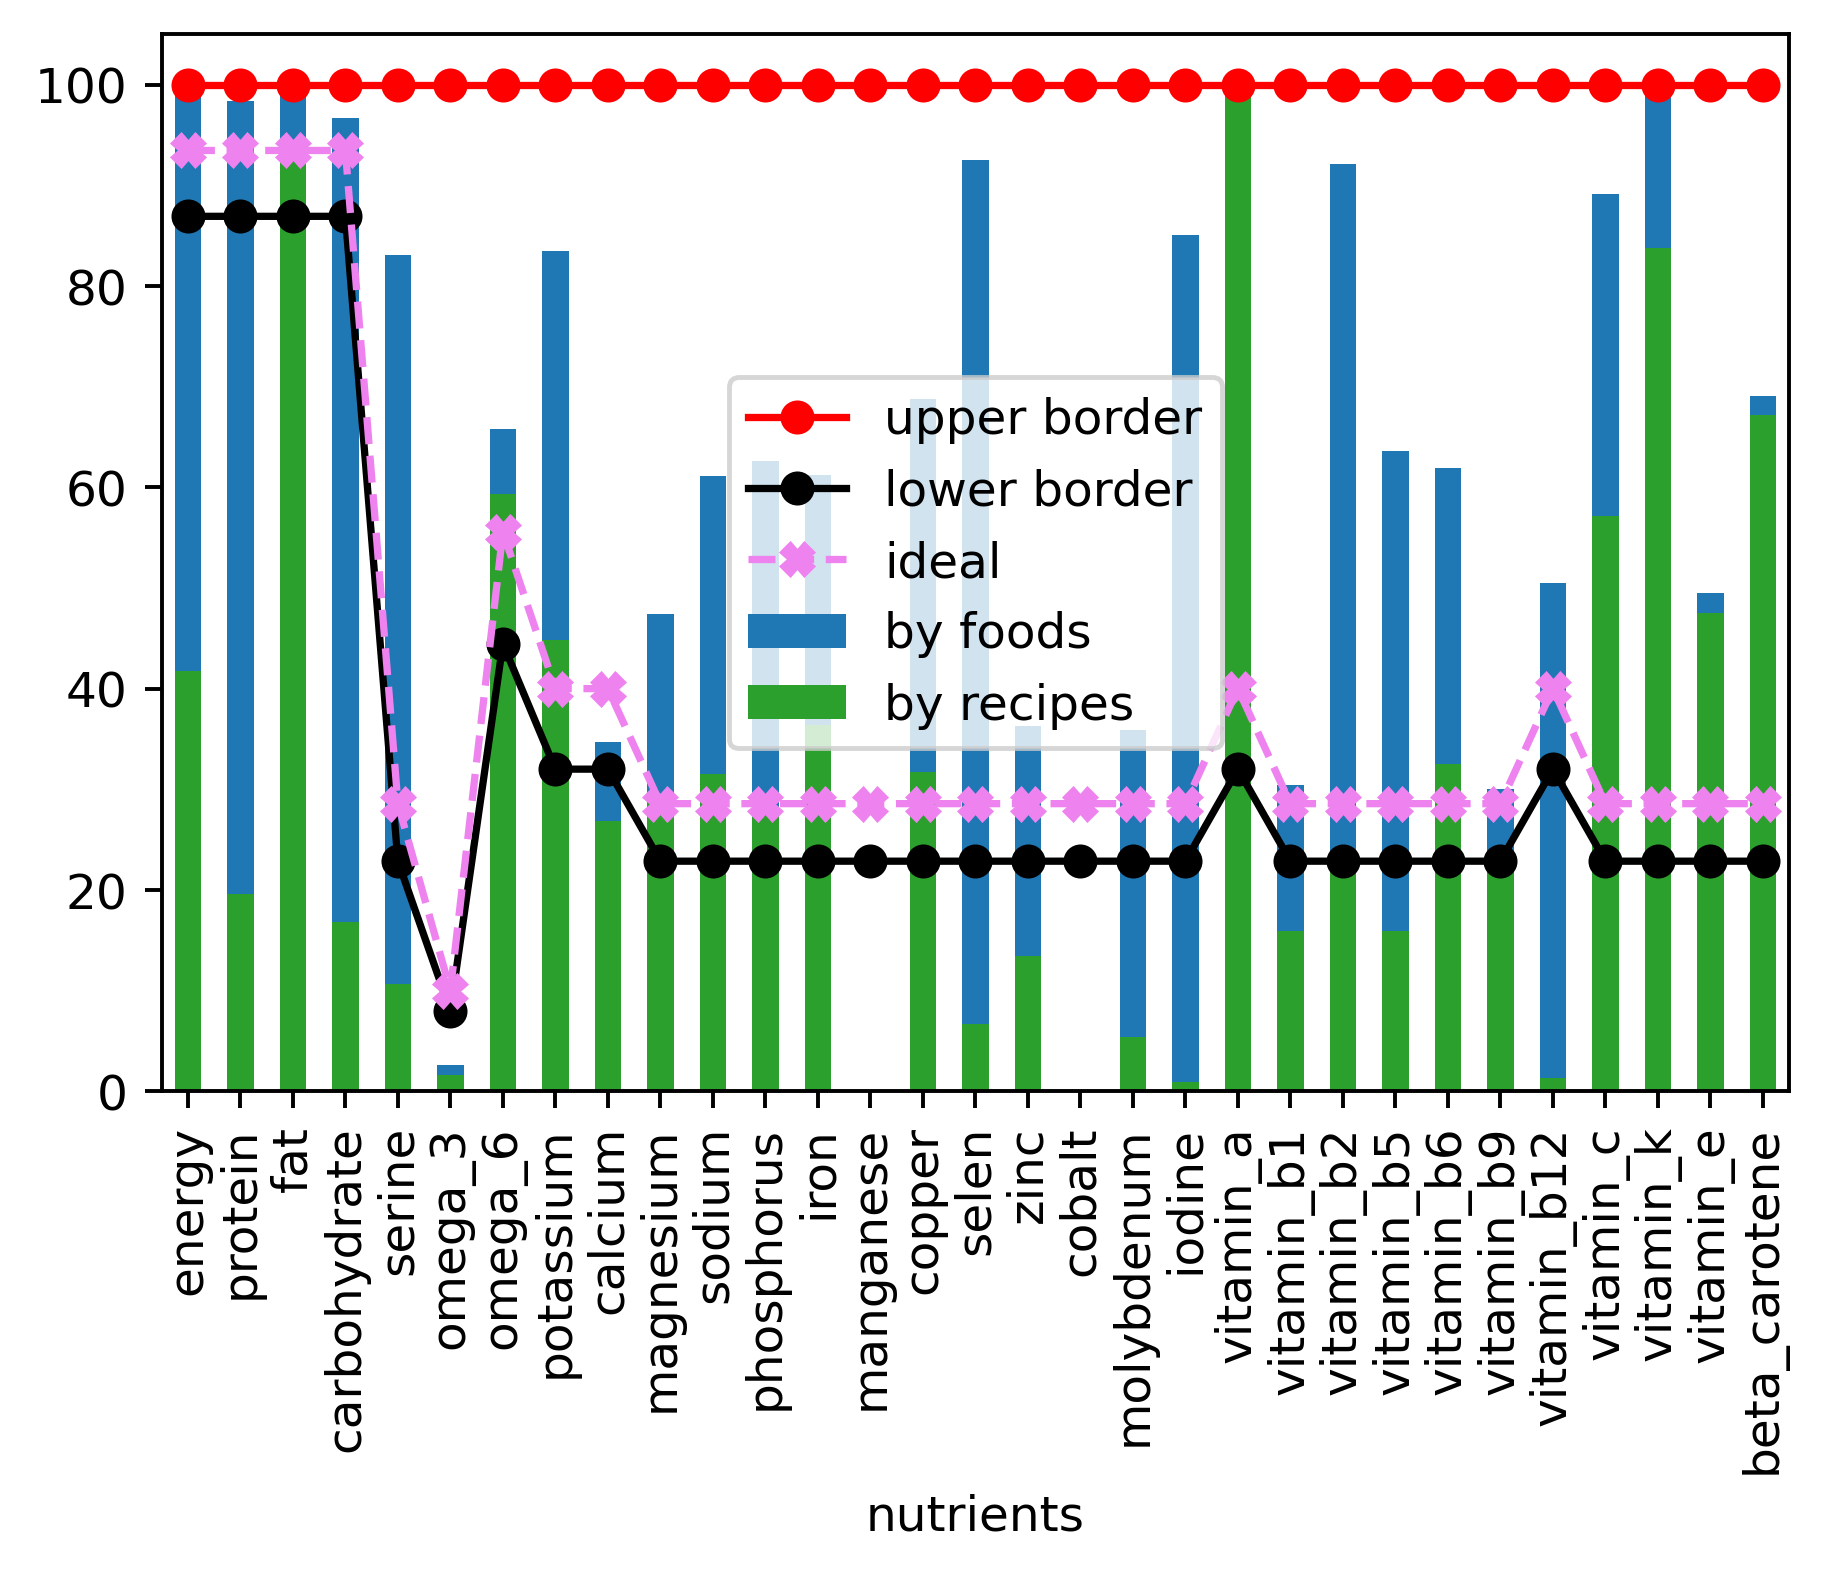 100
80
60
40
20
0
upper border
lower border
ideal
by foods
by recipes
energy
protein
fat
carbohydrate
serine
omega_3
omega_6
potassium
calcium
magnesium
sodium
phosphorus
iron
manganese
copper
selen
zinc
cobalt
molybdenum
iodine
vitamin_a
vitamin_b1
vitamin_b2
vitamin_b5
vitamin_b6
vitamin_b9
vitamin_b12
vitamin_c
vitamin_k
vitamin_e
beta_carotene
nutrients